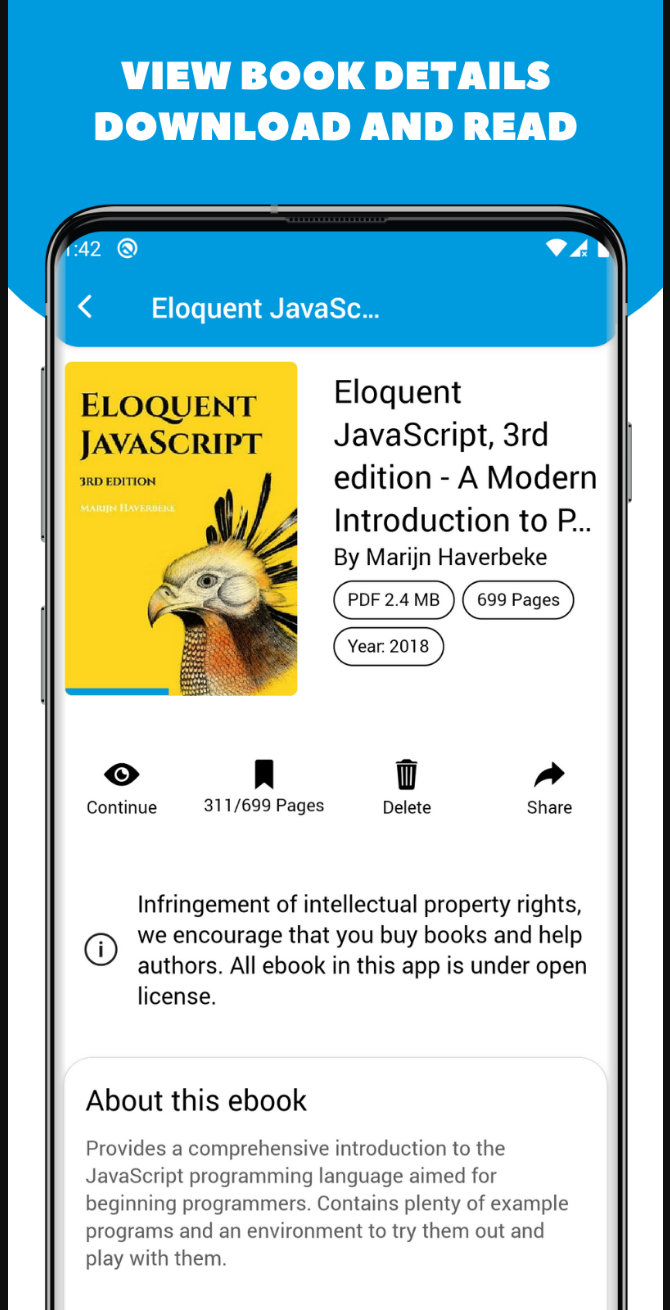 VIEW BOOK DETAILS
DOWNLOAD AND READ
1:42
Eloquent JavaSc...
ELOQUENT
JAVASCRIPT
3RD EDITION
MARIJN HAVERBEKE
Eloquent
JavaScript, 3rd
edition - A Modern
Introduction to P...
By Marijn Haverbeke
PDF 2.4 MB
699 Pages
Year: 2018
Continue
311/699 Pages
Delete
Share
Infringement of intellectual property rights,
we encourage that you buy books and help
authors. All ebook in this app is under open
license.
About this ebook
Provides a comprehensive introduction to the
JavaScript programming language aimed for
beginning programmers. Contains plenty of example
programs and an environment to try them out and
play with them.